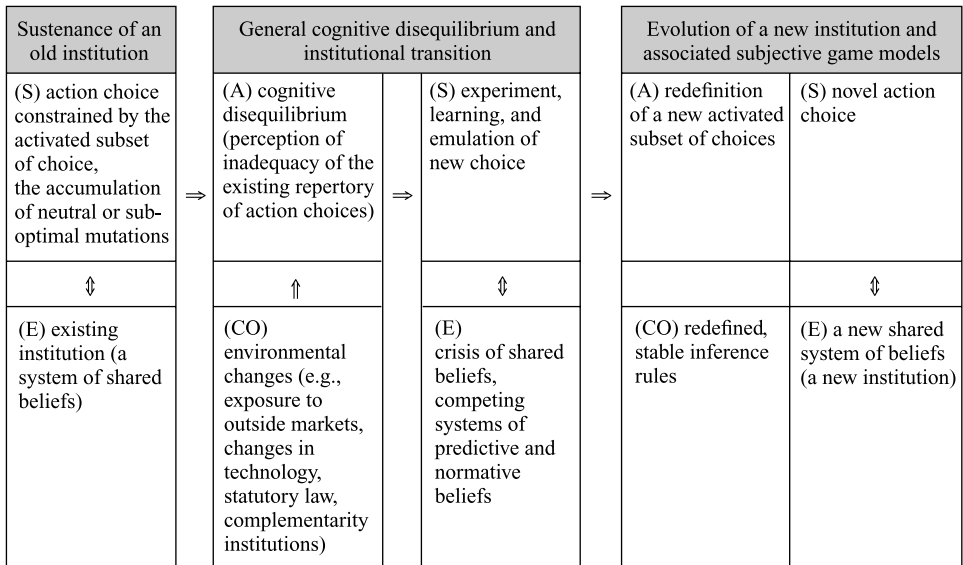 Sustenance of an
old institution
General cognitive disequilibrium and
institutional transition
Evolution of a new institution and
associated subjective game models
(S) action choice
constrained by the
activated subset
of choice,
the accumulation
of neutral or sub-
optimal mutations
⇒
(A) cognitive
disequilibrium
(perception of
inadequacy of the
existing repertory
of action choices)
⇒
(S) experiment,
learning, and
emulation of
new choice
⇒
(A) redefinition
of a new activated
subset of choices
(S) novel action
choice
⇕
⇑
⇕
⇕
(E) existing
institution (a
system of shared
beliefs)
(CO)
environmental
changes (e.g.,
exposure to
outside markets,
changes in
technology,
statutory law,
complementarity
institutions)
(E)
crisis of shared
beliefs,
competing
systems of
predictive and
normative
beliefs
(CO) redefined,
stable inference
rules
(E) a new shared
system of beliefs
(a new institution)